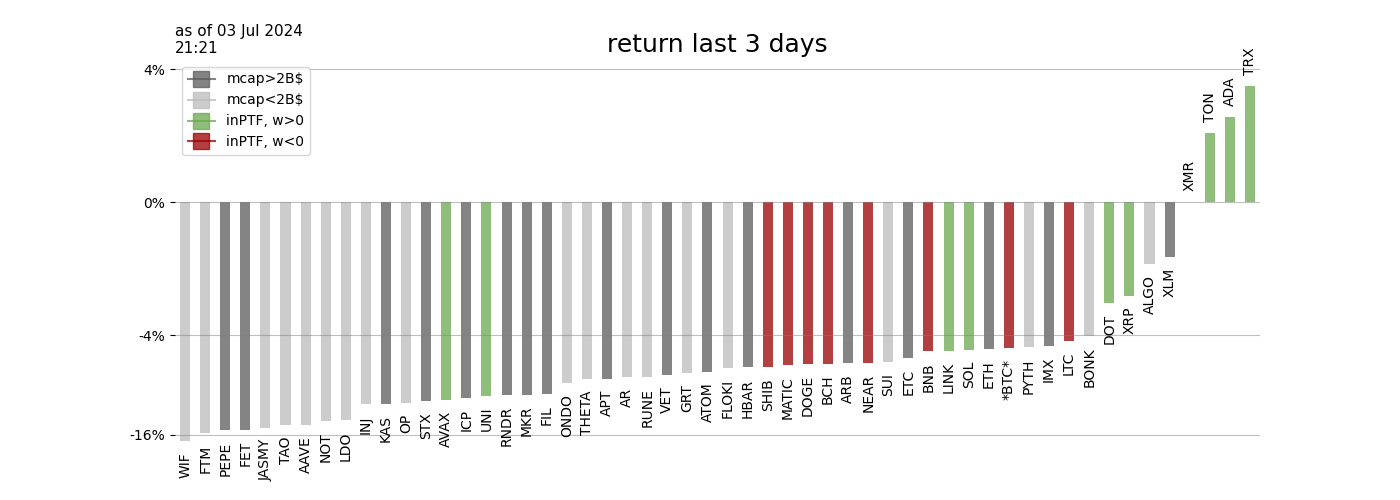 as of 03 Jul 2024
21:21
return last 3 days
4%
0%
-4%
-16%
mcap>2B$
mcap<2B$
inPTF, w>0
inPTF, w<0
WIF
FTM
PEPE
FET
JASMY
TAO
AAVE
NOT
LDO
INJ
KAS
OP
STX
AVAX
ICP
UNI
RNDR
MKR
FIL
ONDO
THETA
APT
AR
RUNE
VET
GRT
ATOM
FLOKI
HBAR
SHIB
MATIC
DOGE
BCH
ARB
NEAR
SUI
ETC
BNB
LINK
SOL
ETH
*BTC*
PYTH
IMX
LTC
BONK
DOT
XRP
ALGO
XLM
XMR
TON
ADA
TRX